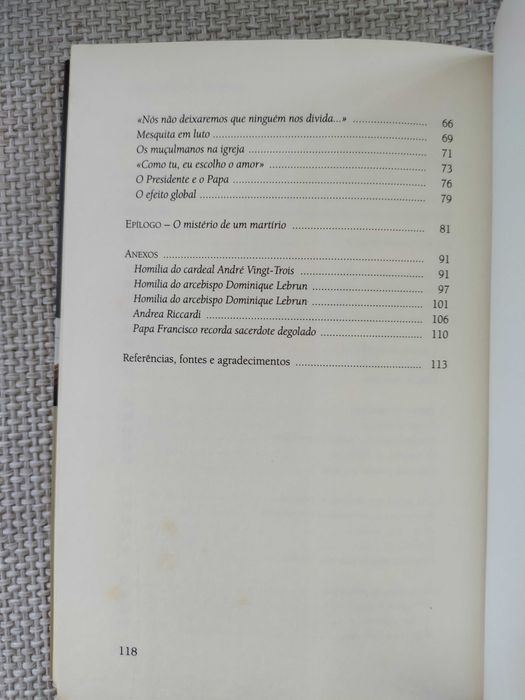 «Nós não deixaremos que ninguém nos divida...» ........................ 66
Mesquita em luto ........................ 69
Os muçulmanos na igreja ........................ 71
«Como tu, eu escolho o amor» ........................ 73
O Presidente e o Papa ........................ 76
O efeito global ........................ 79
EPÍLOGO – O mistério de um martírio ........................ 81
ANEXOS ........................ 91
Homilia do cardeal André Vingt-Trois ........................ 91
Homilia do arcebispo Dominique Lebrun ........................ 97
Homilia do arcebispo Dominique Lebrun ........................ 101
Andrea Riccardi ........................ 106
Papa Francisco recorda sacerdote degolado ........................ 110
Referências, fontes e agradecimentos ........................ 113
118